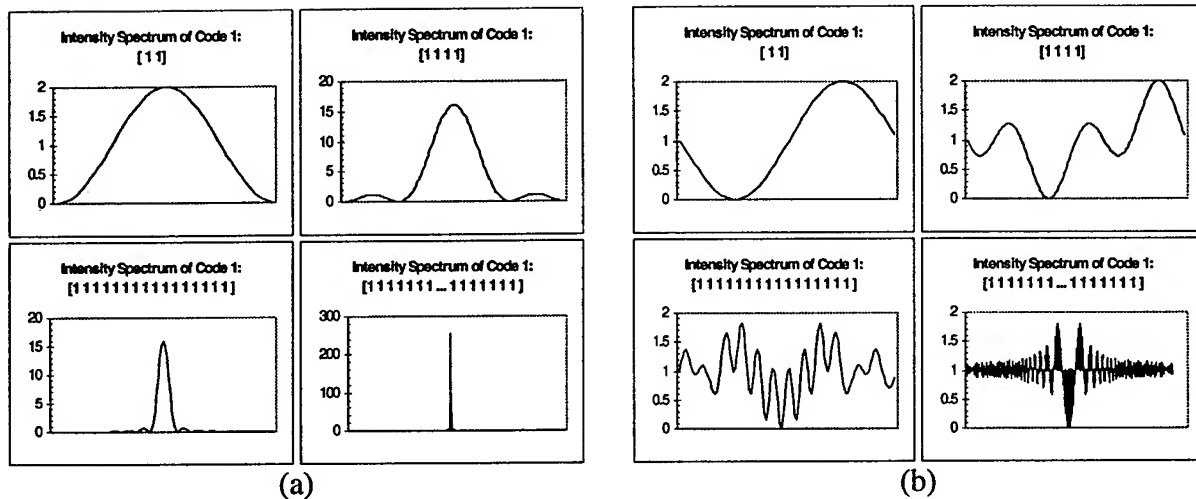 Intensity Spectrum of Code 1:
[1 1]
2
1.5
1
0.5
0
Intensity Spectrum of Code 1:
[1 1 1 1]
20
15
10
5
0
Intensity Spectrum of Code 1:
[1 1 1 1 1 1 1 1 1 1 1 1 1 1 1 1]
20
15
10
5
0
Intensity Spectrum of Code 1:
[1 1 1 1 1 1 1 ... 1 1 1 1 1 1 1]
300
200
100
0
(a)
Intensity Spectrum of Code 1:
[1 1]
2
1.5
1
0.5
0
Intensity Spectrum of Code 1:
[1 1 1 1]
2
1.5
1
0.5
0
Intensity Spectrum of Code 1:
[1 1 1 1 1 1 1 1 1 1 1 1 1 1 1 1]
2
1.5
1
0.5
0
Intensity Spectrum of Code 1:
[1 1 1 1 1 1 1 ... 1 1 1 1 1 1 1]
2
1.5
1
0.5
0
(b)